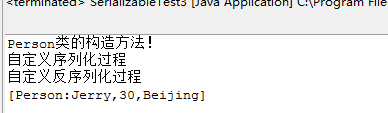 <terminated> SerializableTest3 [Java Application] C:\Program File
Person类的构造方法!
自定义序列化过程
自定义反序列化过程
[Person:Jerry,30,Beijing]